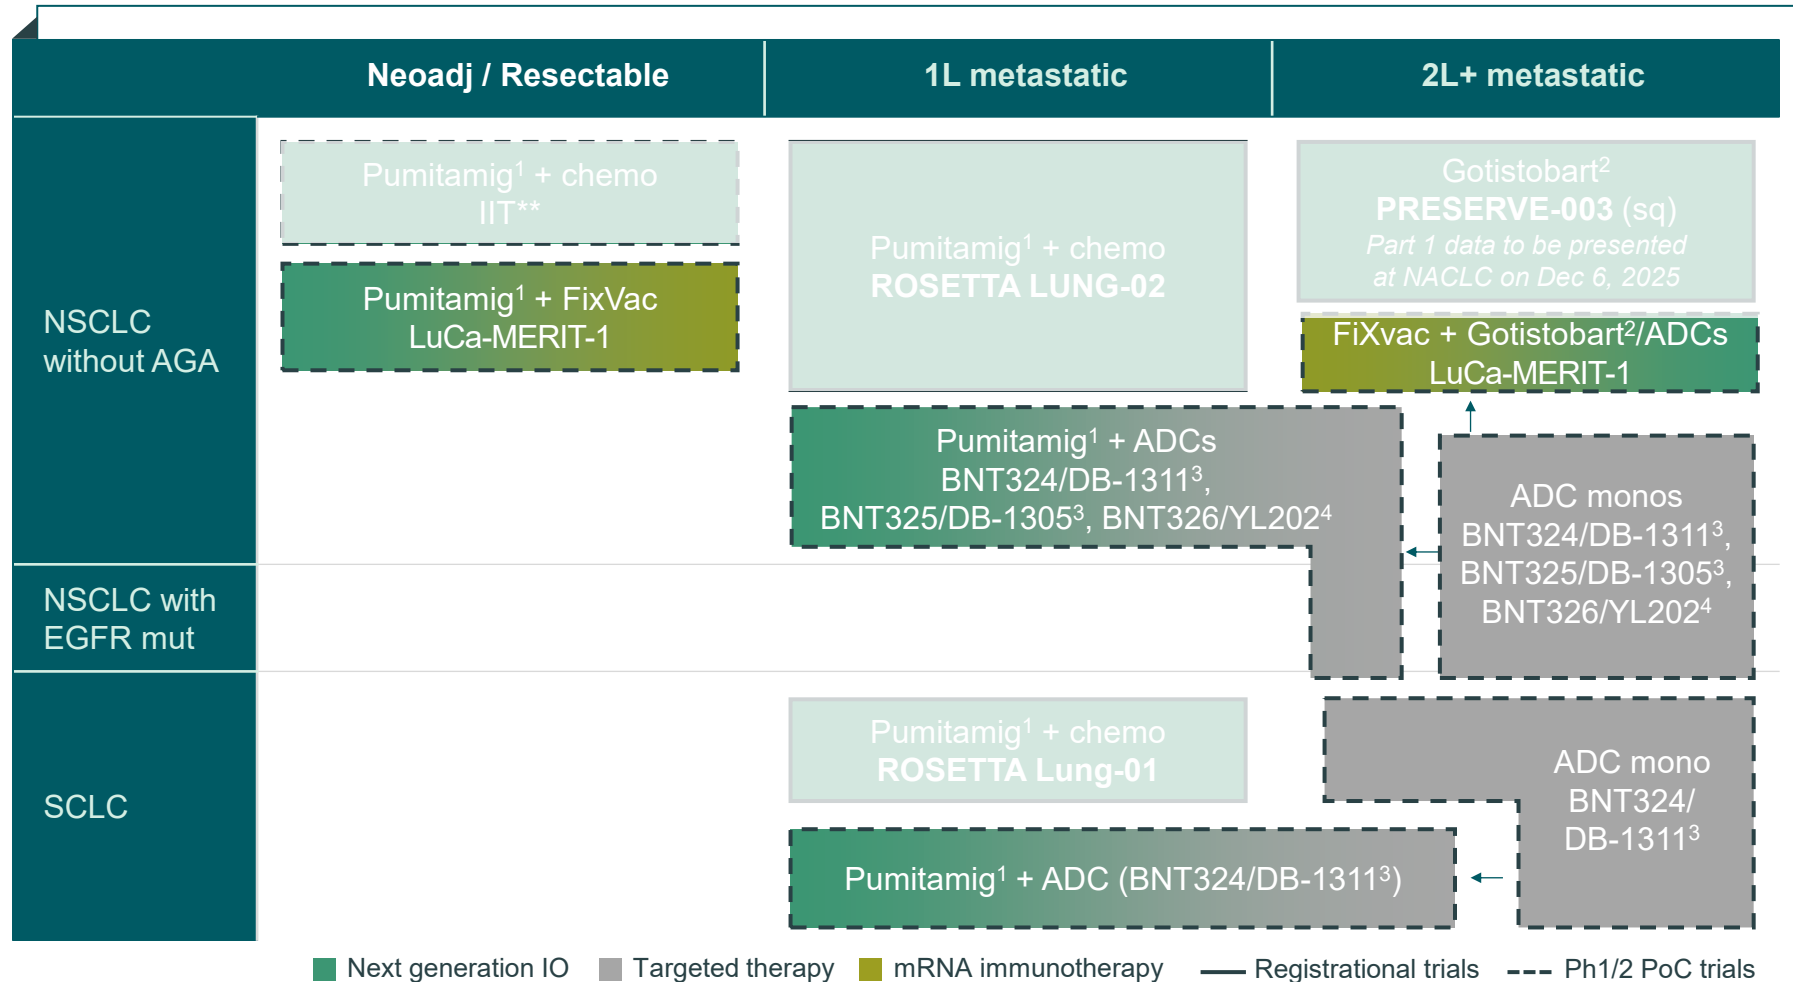 Neoadj / Resectable
1L metastatic
2L+ metastatic
NSCLC
without AGA
Pumitamig¹ + chemo
IIT**
Pumitamig¹ + FixVac
LuCa-MERIT-1
Pumitamig¹ + chemo
ROSETTA LUNG-02
Gotistobart²
PRESERVE-003 (sq)
Part 1 data to be presented
at NACLC on Dec 6, 2025
FiXvac + Gotistobart²/ADCs
LuCa-MERIT-1
Pumitamig¹ + ADCs
BNT324/DB-1311³,
BNT325/DB-1305³, BNT326/YL202⁴
ADC monos
BNT324/DB-1311³,
BNT325/DB-1305³,
BNT326/YL202⁴
NSCLC with
EGFR mut
SCLC
Pumitamig¹ + chemo
ROSETTA Lung-01
ADC mono
BNT324/
DB-1311³
Pumitamig¹ + ADC (BNT324/DB-1311³)
Next generation IO
Targeted therapy
mRNA immunotherapy
Registrational trials
Ph1/2 PoC trials